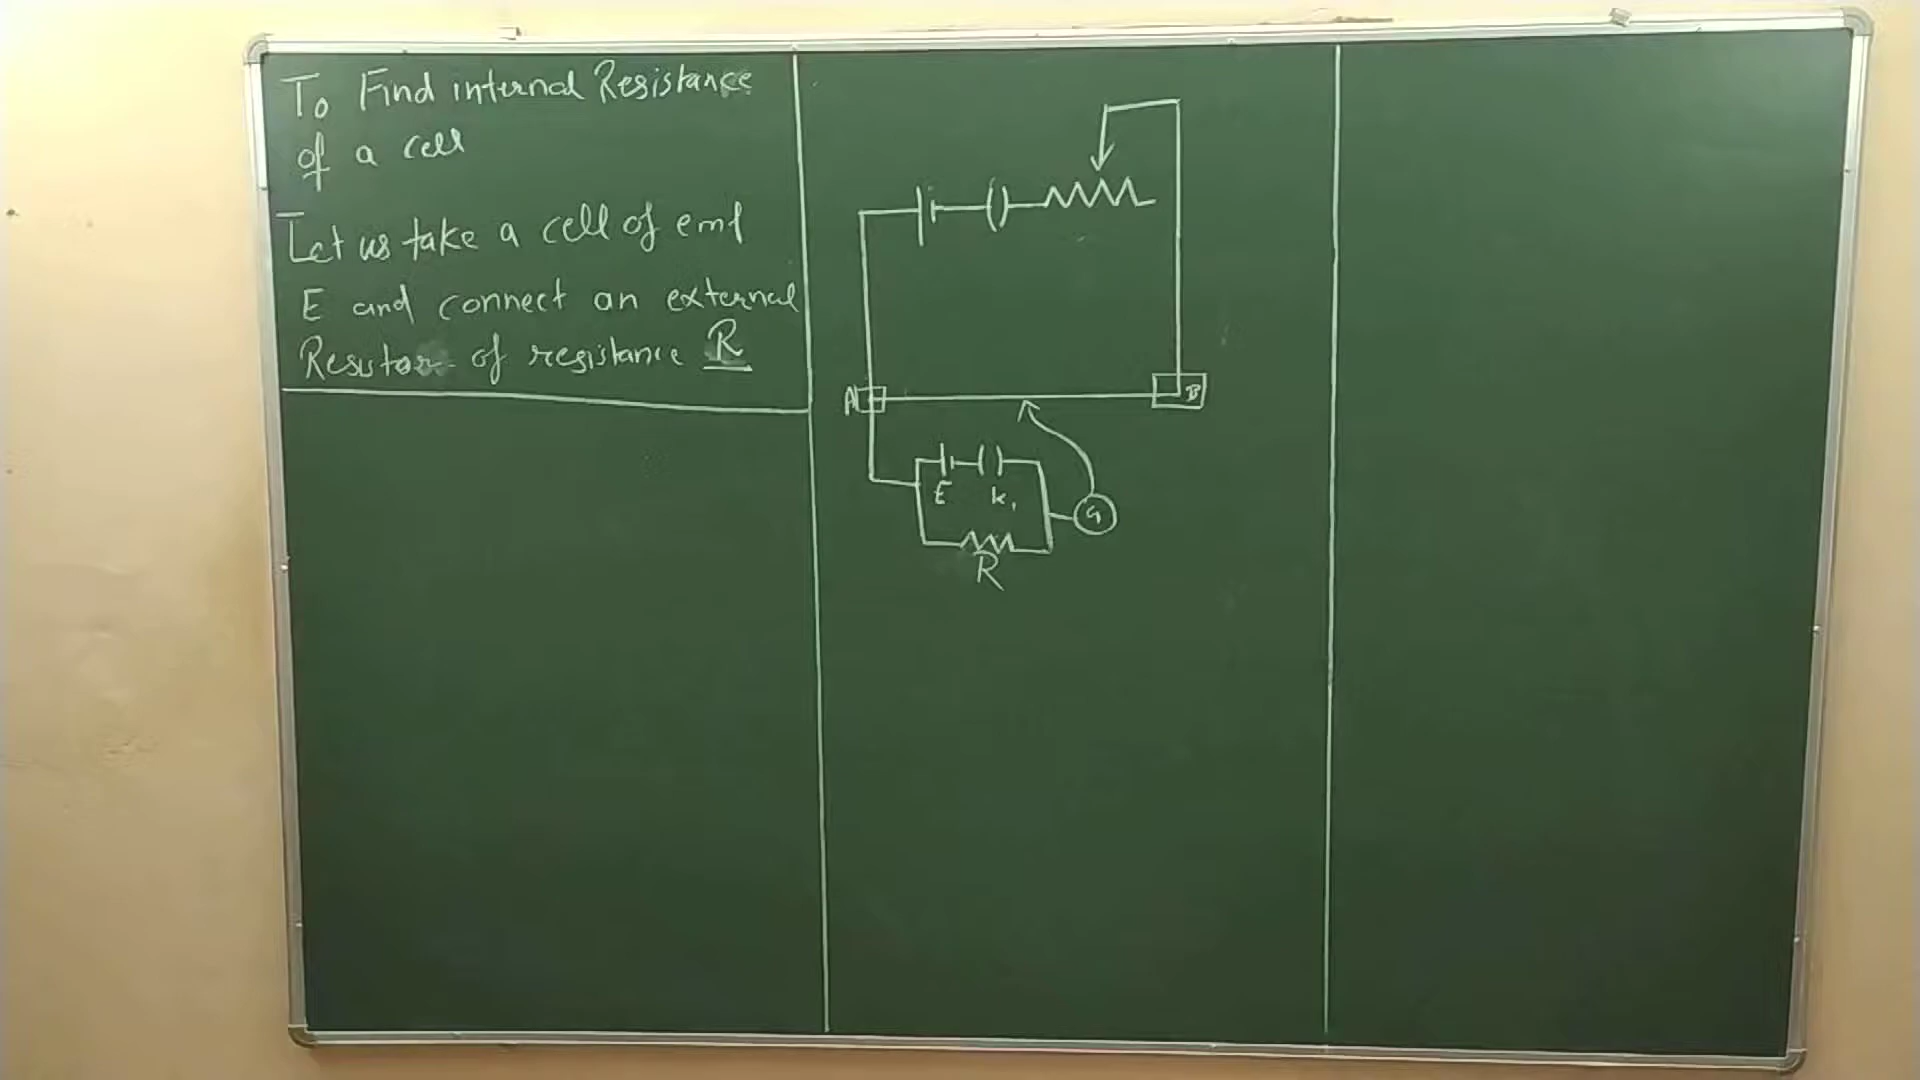 To Find internal Resistance
of a cell
Let us take a cell of emf
E and connect an external
Resistor of resistance R
A
B
E k₁
G
R